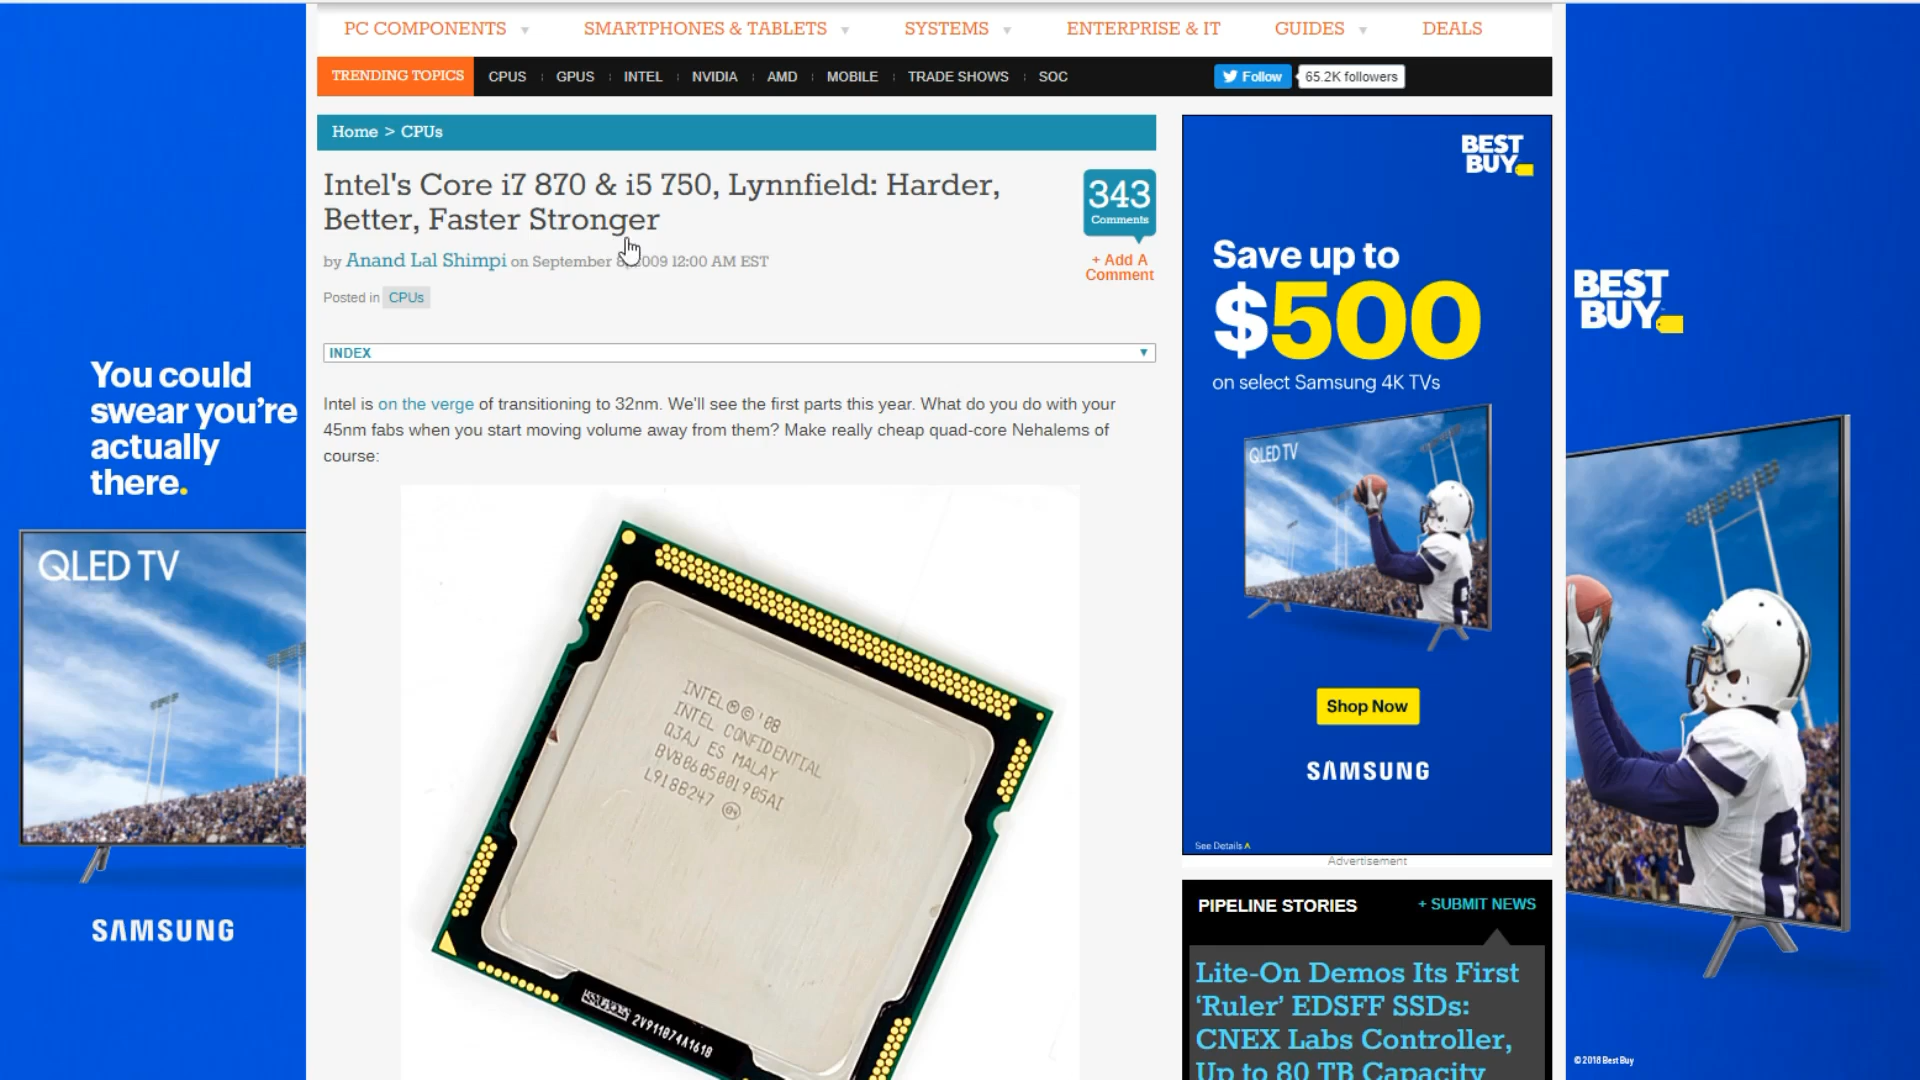 PC COMPONENTS
SMARTPHONES & TABLETS
SYSTEMS
ENTERPRISE & IT
GUIDES
DEALS
TRENDING TOPICS
CPUS
GPUS
INTEL
NVIDIA
AMD
MOBILE
TRADE SHOWS
SOC
Follow
65.2K followers
Home > CPUs
Intel's Core i7 870 & i5 750, Lynnfield: Harder,
Better, Faster Stronger
by Anand Lal Shimpi on September 8, 2009 12:00 AM EST
Posted in CPUs
343
Comments
+ Add A
Comment
INDEX
Intel is on the verge of transitioning to 32nm. We'll see the first parts this year. What do you do with your
45nm fabs when you start moving volume away from them? Make really cheap quad-core Nehalems of
course:
INTEL® © '08
INTEL CONFIDENTIAL
Q3AJ ES MALAY
BV80605001905AI
L918B247
2V911074A1618
You could
swear you're
actually
there.
QLED TV
SAMSUNG
BEST
BUY
Save up to
$500
on select Samsung 4K TVs
QLED TV
Shop Now
SAMSUNG
See Details
Advertisement
PIPELINE STORIES
+ SUBMIT NEWS
Lite-On Demos Its First
‘Ruler’ EDSFF SSDs:
CNEX Labs Controller,
Up to 80 TB Capacity
BEST
BUY
© 2018 Best Buy